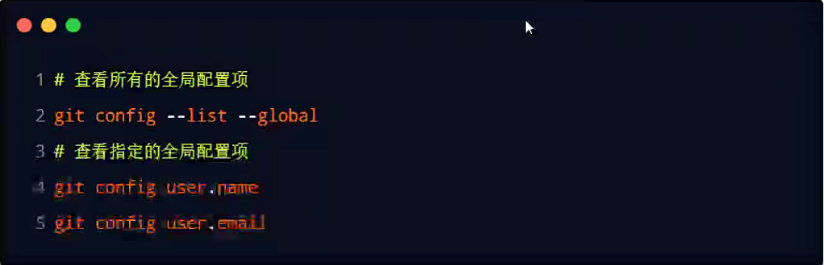 1 # 查看所有的全局配置项
2 git config --list --global
3 # 查看指定的全局配置项
4 git config user.name
5 git config user.email